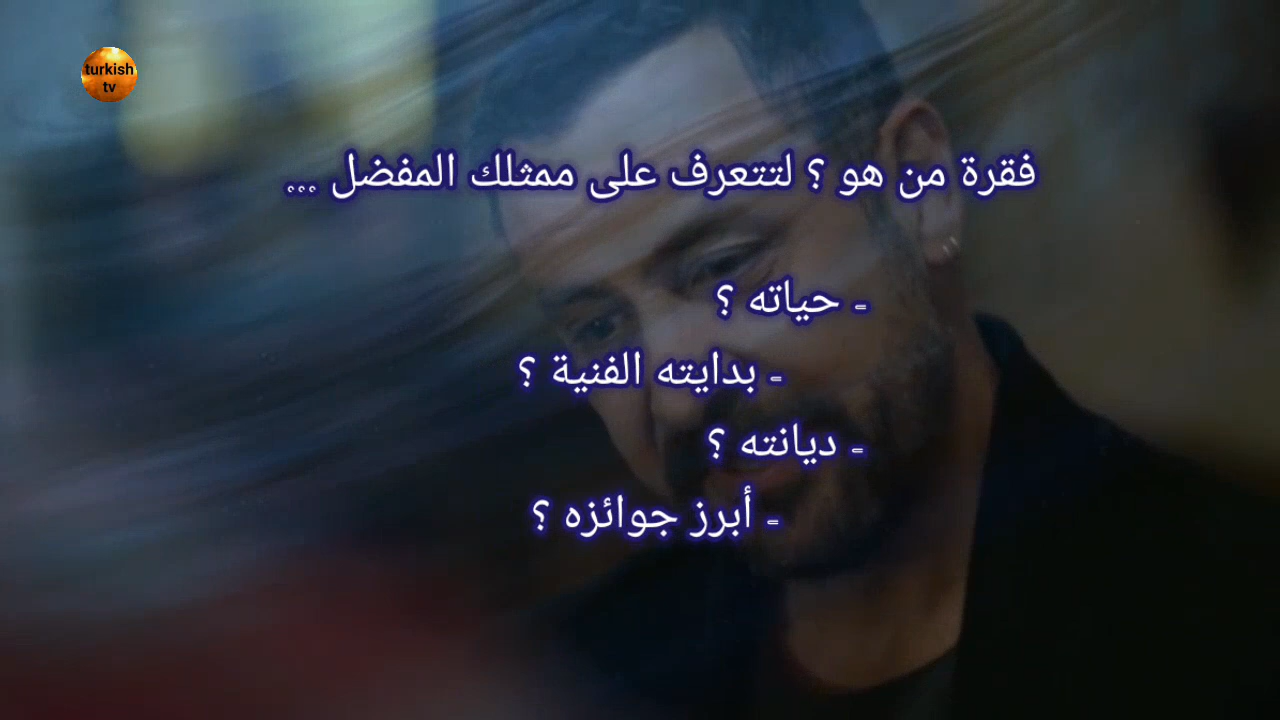 turkish
tv
فقرة من هو ؟ لتتعرف على ممثلك المفضل ...
- حياته ؟
- بدايته الفنية ؟
- ديانته ؟
- أبرز جوائزه ؟